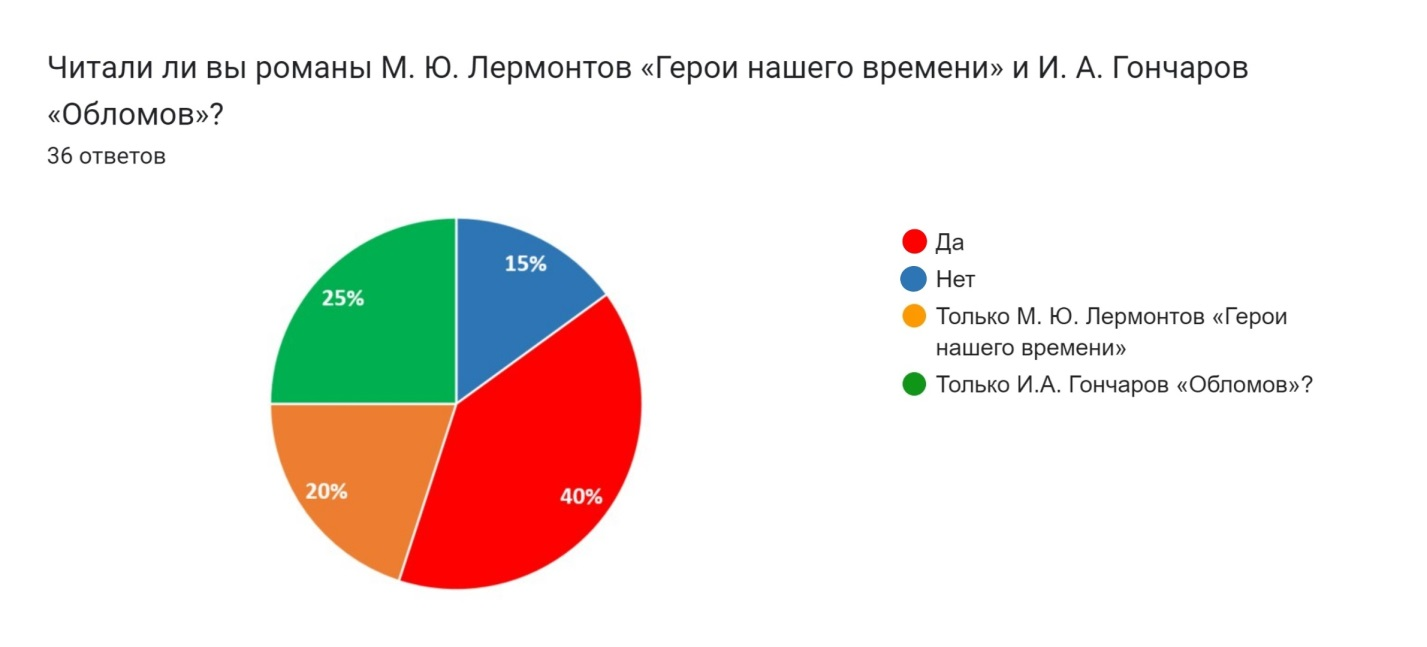 Читали ли вы романы М. Ю. Лермонтов «Герои нашего времени» и И. А. Гончаров
«Обломов»?
36 ответов
15%
25%
20%
40%
Да
Нет
Только М. Ю. Лермонтов «Герои
нашего времени»
Только И.А. Гончаров «Обломов»?